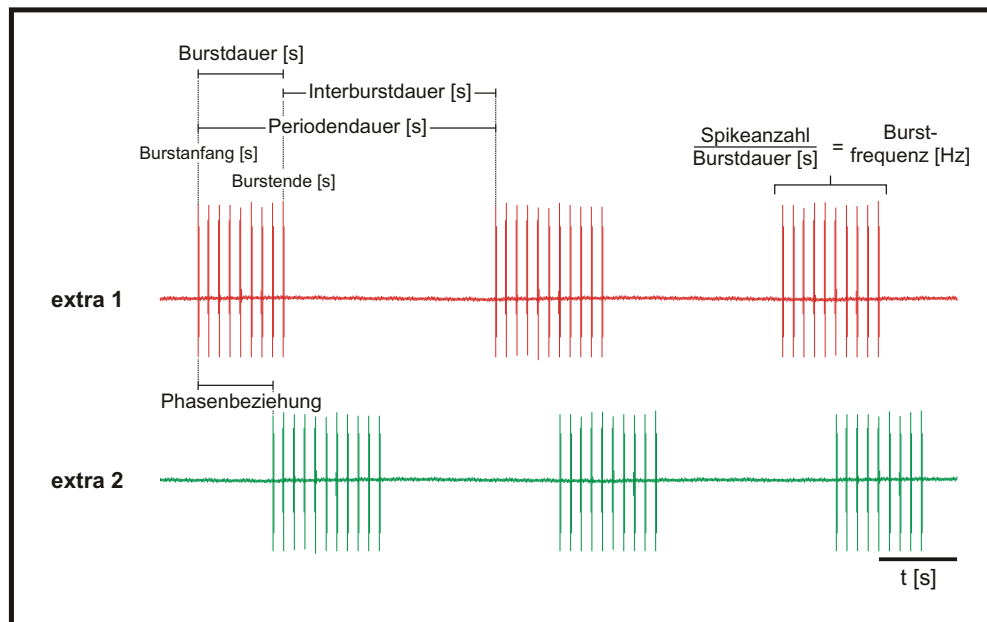 Burstdauer [s]
Interburstdauer [s]
Periodendauer [s]
Burstanfang [s]
Burstende [s]
Spikeanzahl
Burstdauer [s]
=
Burst-
frequenz [Hz]
extra 1
Phasenbeziehung
extra 2
t [s]